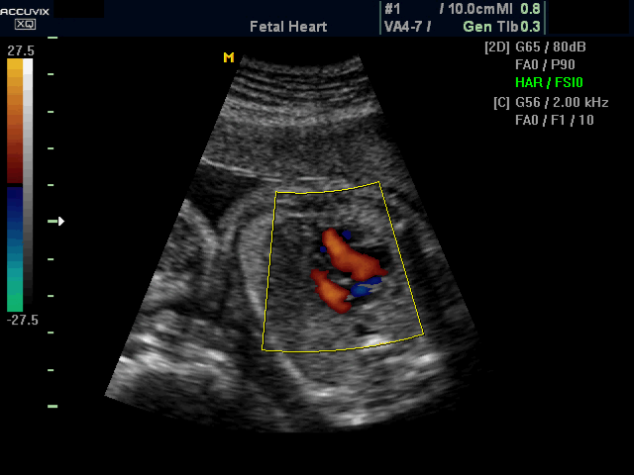 ACCUVIX
XQ
Fetal Heart
#1 / 10.0cm MI 0.8
VA4-7 / Gen TIb 0.3
27.5
M
[2D] G65 / 80dB
FA0 / P90
HAR / FSI0
[C] G56 / 2.00 kHz
FA0 / F1 / 10
-27.5